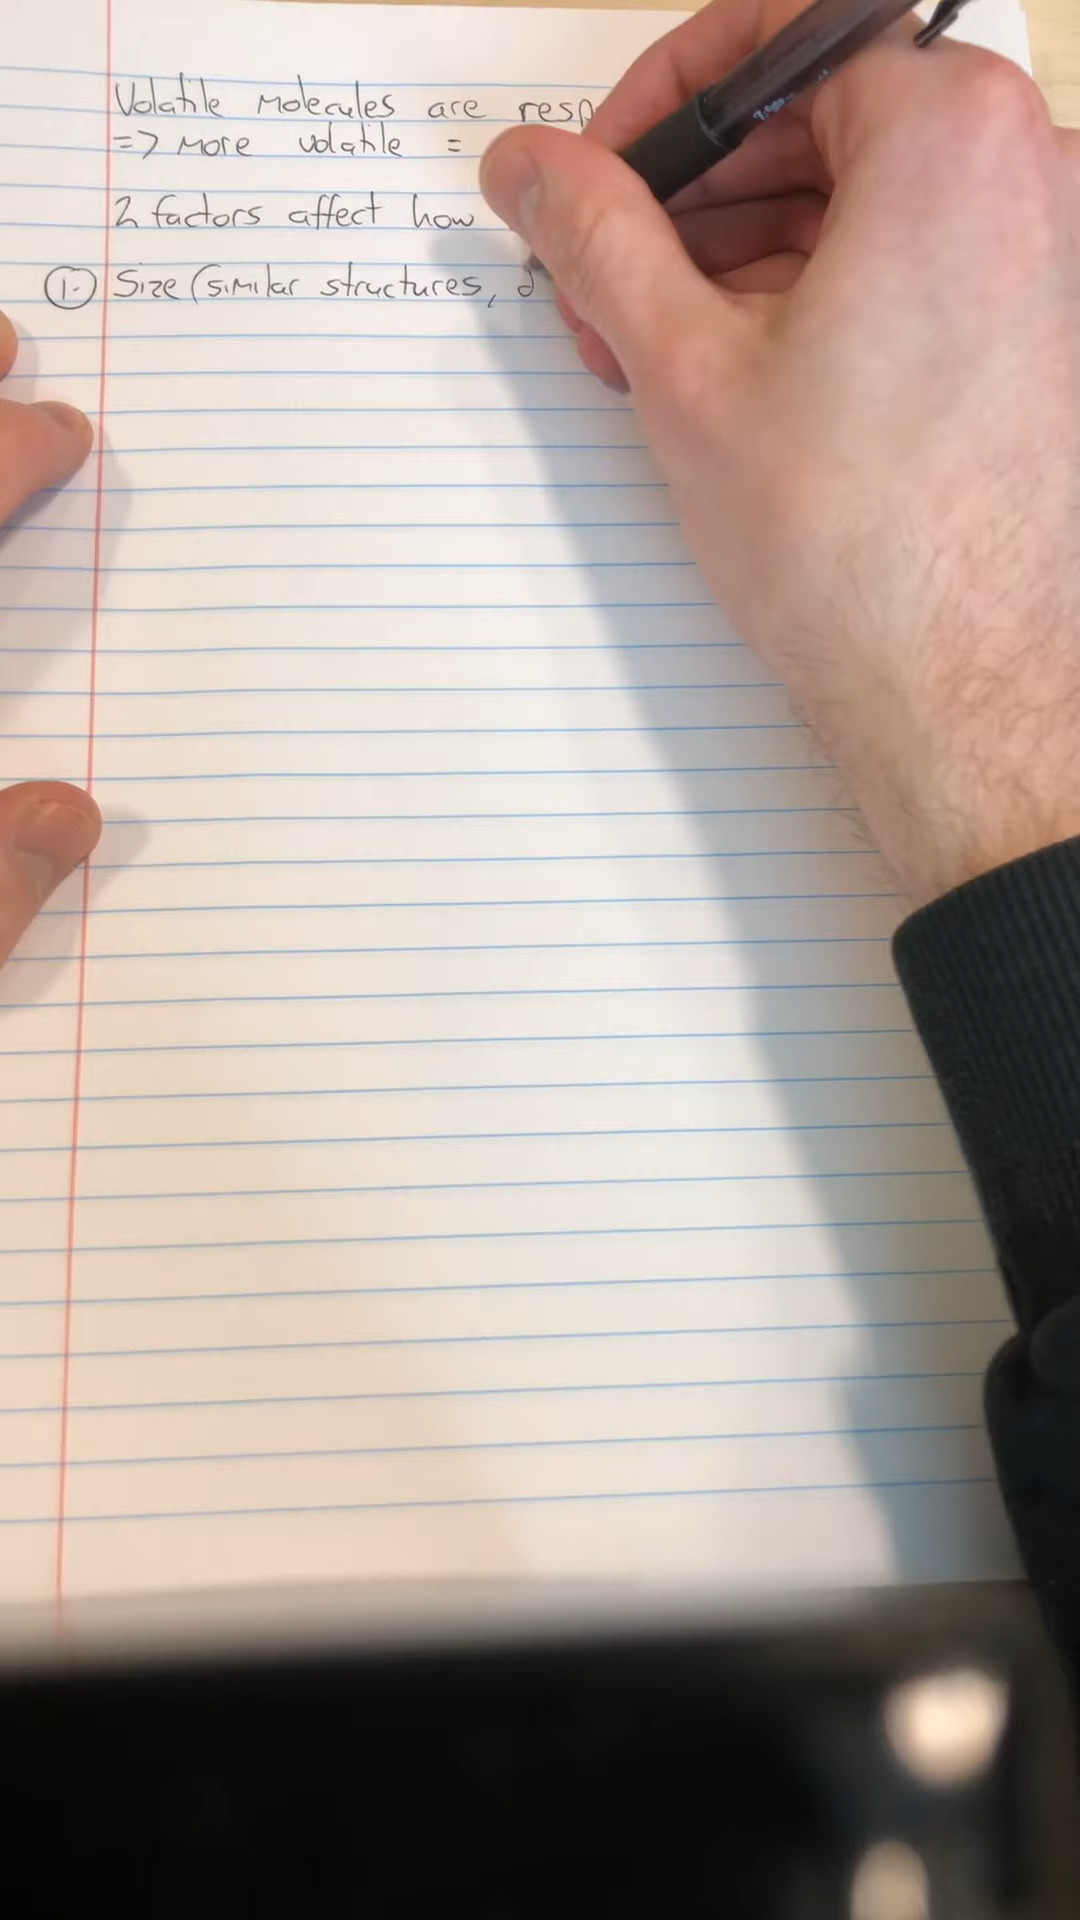 Volatile molecules are resp
=> More volatile =
2 factors affect how
1. Size (similar structures, d